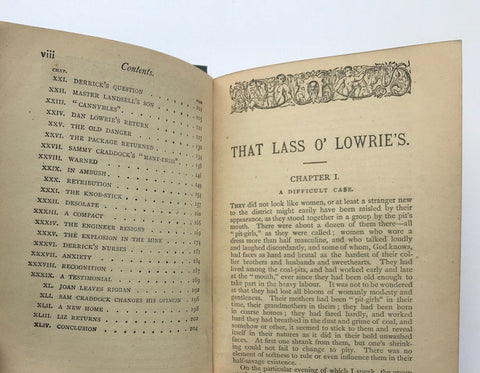 viii
Contents.
CHAP.
PAGE
XXI. DERRICK'S QUESTION
XXII. MASTER LANDSELL'S SON
XXIII. "CANNYBLES"
XXIV. DAN LOWRIE'S RETURN
XXV. THE OLD DANGER
XXVI. THE PACKAGE RETURNED
XXVII. SAMMY CRADDOCK'S "MANY-ERS"
XXVIII. WARNED
XXIX. IN AMBUSH
XXX. RETRIBUTION
XXXI. THE KNOB-STICK
XXXII. DESOLATE
XXXIII. A COMPACT
XXXIV. THE ENGINEER RESIGNS
XXXV. THE EXPLOSION IN THE MINE
XXXVI. DERRICK'S NURSES
XXXVII. ANXIETY
XXXVIII. RECOGNITION
XXXIX. A TESTIMONIAL
XL. JOAN LEAVES RIGGAN
XLI. SAM CRADDOCK CHANGES HIS OPINION
XLII. A NEW HOME
XLIII. LIZ RETURNS
XLIV. CONCLUSION 204
THAT LASS O' LOWRIE'S.
CHAPTER I.
A DIFFICULT CASE.
THEY did not look like women, or at least a stranger new
to the district might easily have been misled by their
appearance, as they stood together in a group by the pit's
mouth. There were about a dozen of them there—all
"pit-girls," as they were called; women who wore a
dress more than half masculine, and who talked loudly
and laughed discordantly, and some of whom, God knows,
had faces as hard and brutal as the hardest of their col-
lier brothers and husbands and sweethearts. They had
lived among the coal-pits, and had worked early and late
at the "mouth," ever since they had been old enough to
take part in the heavy labour. It was not to be wondered
at that they had lost all bloom of womanly modesty and
gentleness. Their mothers had been "pit-girls" in their
time, their grandmothers in theirs; they had been born
in coarse homes; they had fared hardly, and worked
hard; they had breathed in the dust and grime of coal, and
somehow or other, it seemed to stick to them and reveal
itself in their natures as it did in their bold unwashed
faces. At first one shrank from them, but one's shrink-
ing could not fail to change to pity. There was no
element of softness to rule or even influence them in their
half-savage existence.
On the particular evening of which I speak, the group